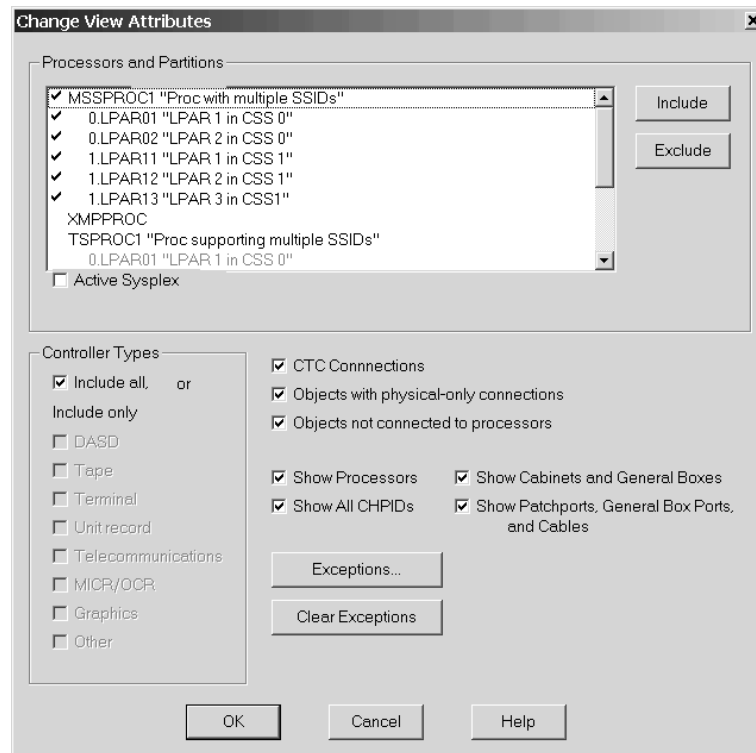 Change View Attributes
Processors and Partitions
MSSPROC1 "Proc with multiple SSIDs"
0.LPAR01 "LPAR 1 in CSS 0"
0.LPAR02 "LPAR 2 in CSS 0"
1.LPAR11 "LPAR 1 in CSS 1"
1.LPAR12 "LPAR 2 in CSS 1"
1.LPAR13 "LPAR 3 in CSS1"
XMPPROC
TSPROC1 "Proc supporting multiple SSIDs"
0.LPAR01 "LPAR 1 in CSS 0"
Include
Exclude
Active Sysplex
Controller Types
Include all, or
Include only
DASD
Tape
Terminal
Unit record
Telecommunications
MICR/OCR
Graphics
Other
CTC Connnections
Objects with physical-only connections
Objects not connected to processors
Show Processors
Show All CHPIDs
Show Cabinets and General Boxes
Show Patchports, General Box Ports,
and Cables
Exceptions...
Clear Exceptions
OK
Cancel
Help